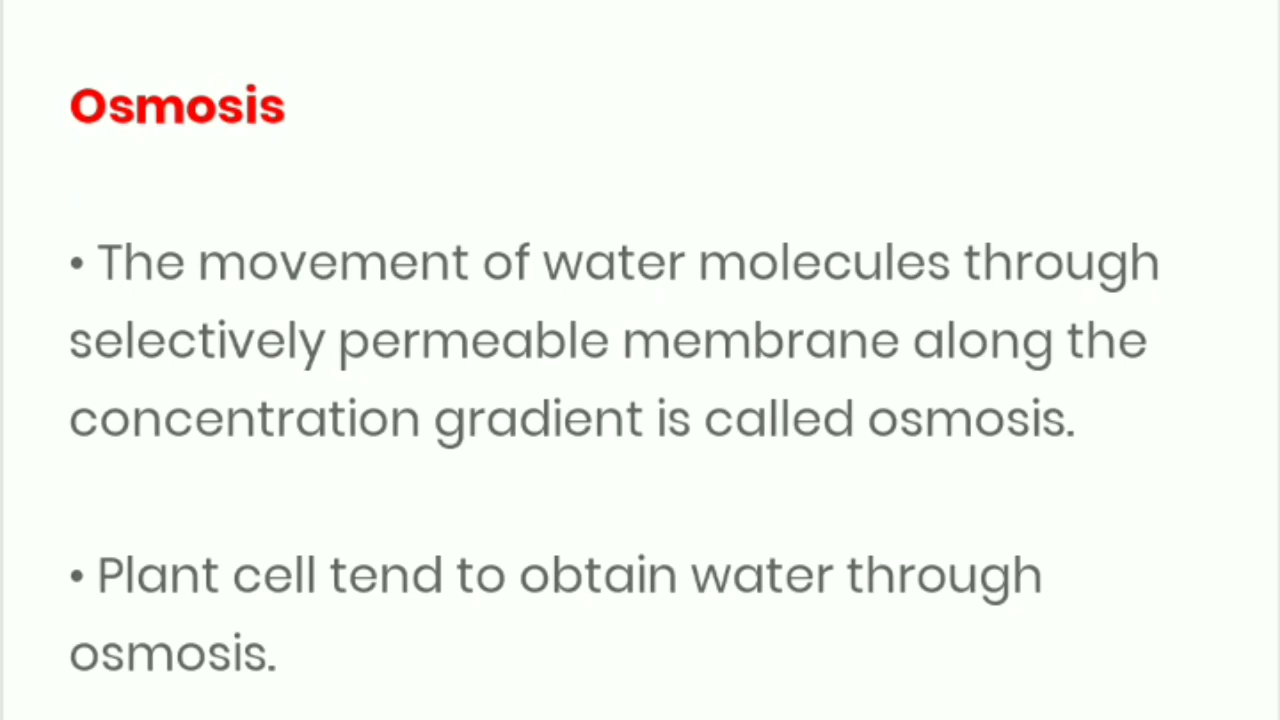 Osmosis
• The movement of water molecules through
selectively permeable membrane along the
concentration gradient is called osmosis.
• Plant cell tend to obtain water through
osmosis.